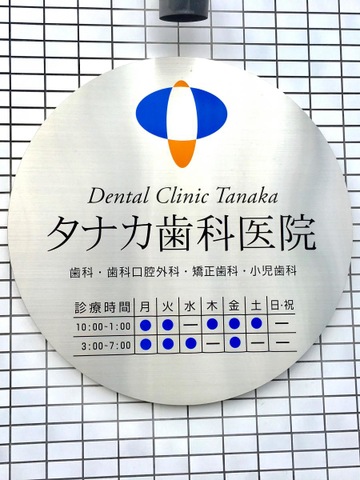 Dental Clinic Tanaka
タナカ歯科医院
歯科・歯科口腔外科・矯正歯科・小児歯科
診療時間 月 火 水 木 金 土 日・祝
10:00-1:00 ● ● — ● ● ● —
3:00-7:00 ● ● ● — ● — —